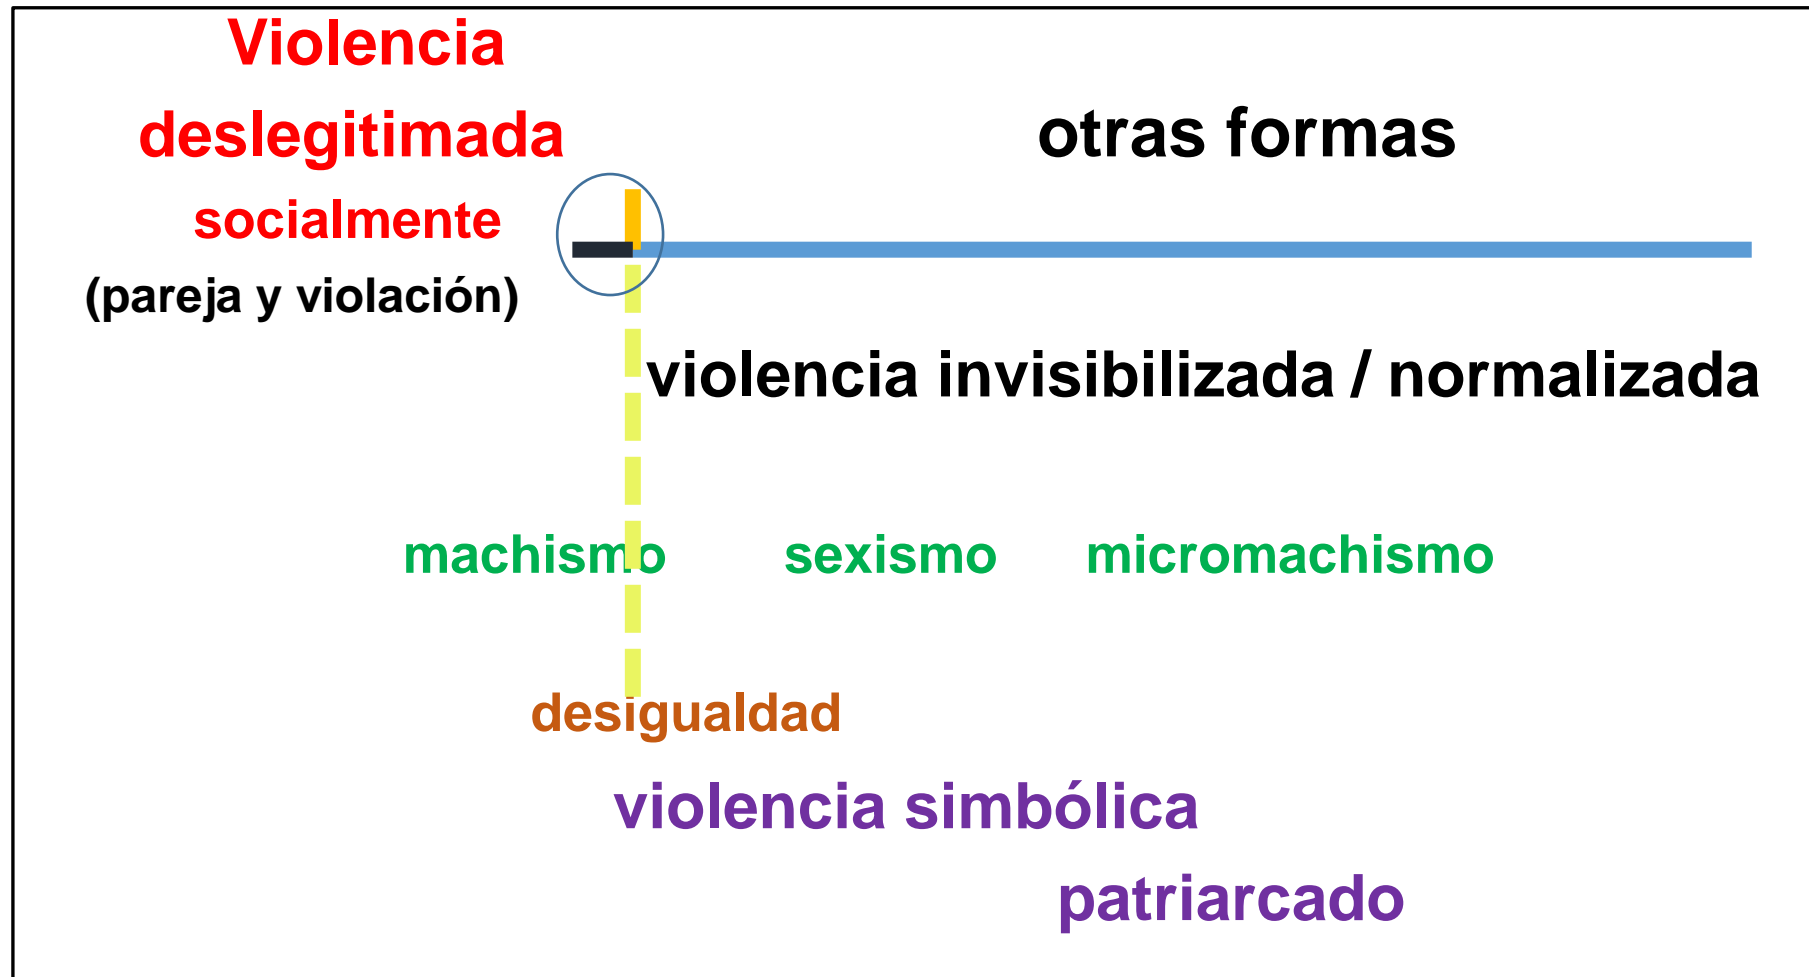 Violencia
deslegitimada
socialmente
(pareja y violación)
otras formas
violencia invisibilizada / normalizada
machismo sexismo micromachismo
desigualdad
violencia simbólica
patriarcado